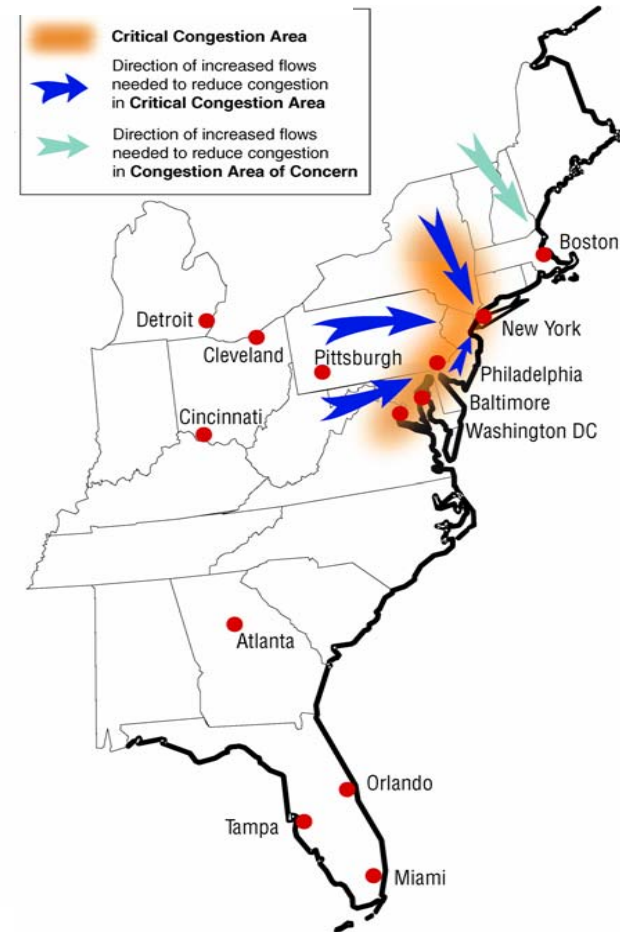 Critical Congestion Area
Direction of increased flows
needed to reduce congestion
in Critical Congestion Area
Direction of increased flows
needed to reduce congestion
in Congestion Area of Concern
Boston
Detroit
New York
Cleveland
Pittsburgh
Philadelphia
Baltimore
Cincinnati
Washington DC
Atlanta
Orlando
Tampa
Miami